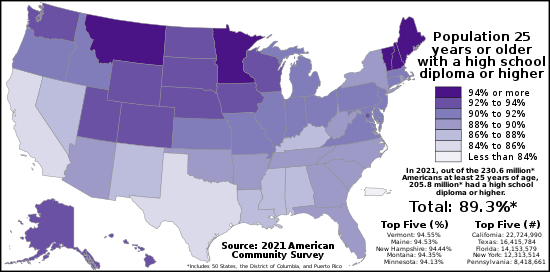 Population 25
years or older
with a high school
diploma or higher
94% or more
92% to 94%
90% to 92%
88% to 90%
86% to 88%
84% to 86%
Less than 84%
In 2021, out of the 230.6 million*
Americans at least 25 years of age,
205.8 million* had a high school
diploma or higher.
Total: 89.3%*
Top Five (%)
Vermont: 94.55%
Maine: 94.53%
New Hampshire: 94.44%
Montana: 94.35%
Minnesota: 94.13%
Top Five (#)
California: 22,724,990
Texas: 16,415,784
Florida: 14,153,579
New York: 12,313,514
Pennsylvania: 8,418,661
Source: 2021 American
Community Survey
*Includes 50 States, the District of Columbia, and Puerto Rico